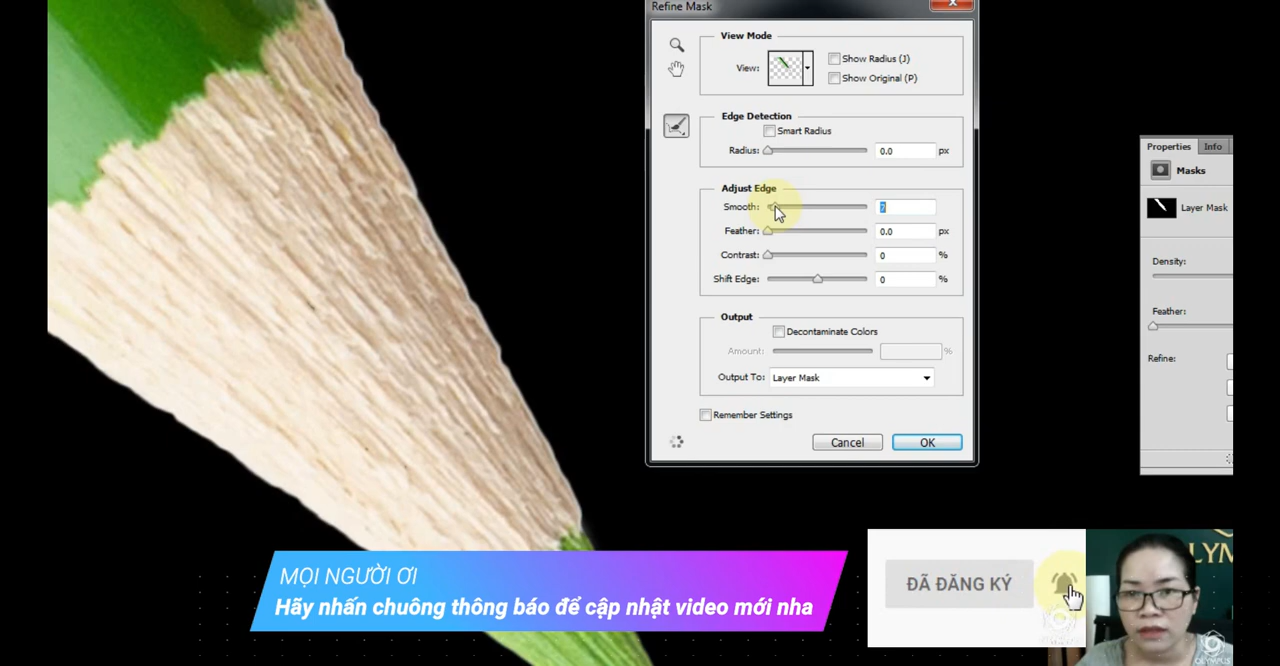 Refine Mask
View Mode
View:
Show Radius (J)
Show Original (P)
Edge Detection
Smart Radius
Radius:
0.0
px
Adjust Edge
Smooth:
7
Feather:
0.0
px
Contrast:
0
%
Shift Edge:
0
%
Output
Decontaminate Colors
Amount:
%
Output To:
Layer Mask
Remember Settings
Cancel
OK
Properties
Info
Masks
Layer Mask
Density:
Feather:
Refine:
MỌI NGƯỜI ƠI
Hãy nhấn chuông thông báo để cập nhật video mới nha
ĐÃ ĐĂNG KÝ